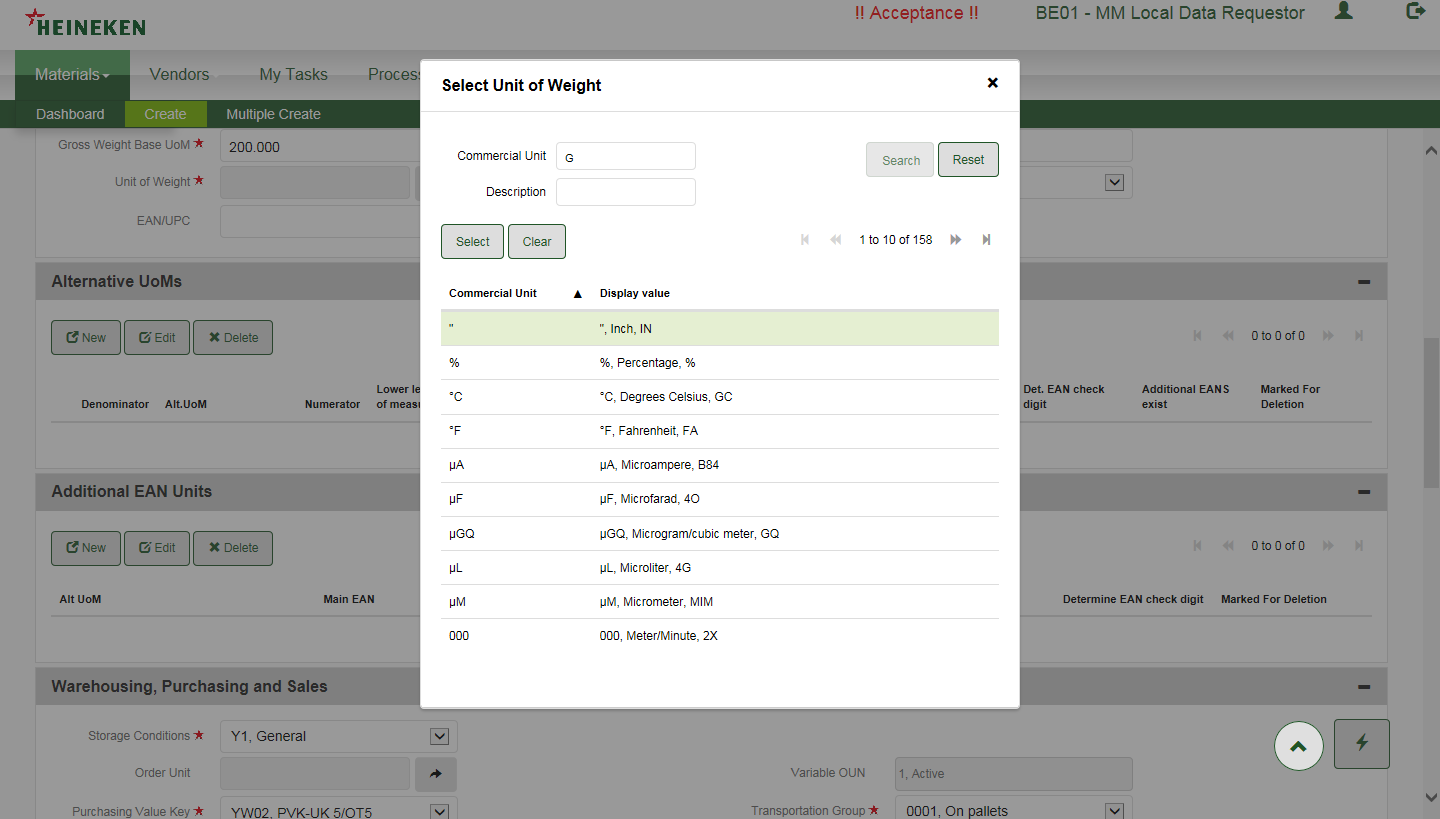 HEINEKEN
!! Acceptance !!
BE01 - MM Local Data Requestor
Materials
Vendors
My Tasks
Process
Dashboard
Create
Multiple Create
Select Unit of Weight
Commercial Unit
G
Search
Reset
Description
Select
Clear
1 to 10 of 158
Commercial Unit
Display value
"
", Inch, IN
%
%, Percentage, %
°C
°C, Degrees Celsius, GC
°F
°F, Fahrenheit, FA
µA
µA, Microampere, B84
µF
µF, Microfarad, 4O
µGQ
µGQ, Microgram/cubic meter, GQ
µL
µL, Microliter, 4G
µM
µM, Micrometer, MIM
000
000, Meter/Minute, 2X
Gross Weight Base UoM
200.000
Unit of Weight
EAN/UPC
Alternative UoMs
New
Edit
Delete
0 to 0 of 0
Denominator
Alt.UoM
Numerator
Lower le
of measu
Det. EAN check
digit
Additional EANS
exist
Marked For
Deletion
Additional EAN Units
New
Edit
Delete
0 to 0 of 0
Alt UoM
Main EAN
Determine EAN check digit
Marked For Deletion
Warehousing, Purchasing and Sales
Storage Conditions
Y1, General
Order Unit
Variable OUN
1, Active
Purchasing Value Key
YW02, PVK-UK 5/OT5
Transportation Group
0001, On pallets